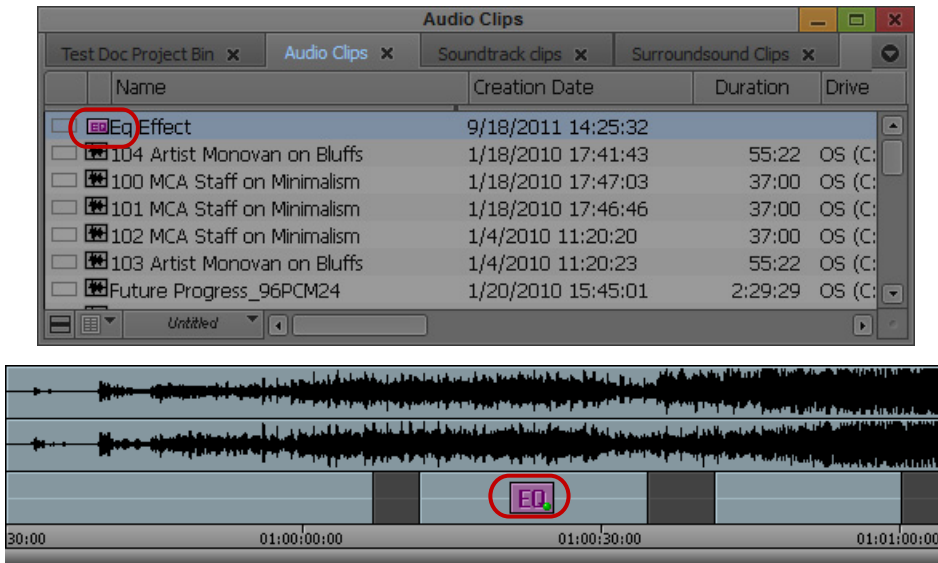 Audio Clips
Test Doc Project Bin Audio Clips Soundtrack clips Surroundsound Clips
Name Creation Date Duration Drive
EQ Eq Effect 9/18/2011 14:25:32
104 Artist Monovan on Bluffs 1/18/2010 17:41:43 55:22 OS (C:
100 MCA Staff on Minimalism 1/18/2010 17:47:03 37:00 OS (C:
101 MCA Staff on Minimalism 1/18/2010 17:46:46 37:00 OS (C:
102 MCA Staff on Minimalism 1/4/2010 11:20:20 37:00 OS (C:
103 Artist Monovan on Bluffs 1/4/2010 11:20:23 55:22 OS (C:
Future Progress_96PCM24 1/20/2010 15:45:01 2:29:29 OS (C:
Untitled
EQ
30:00 01:00:00:00 01:00:30:00 01:01:00:00